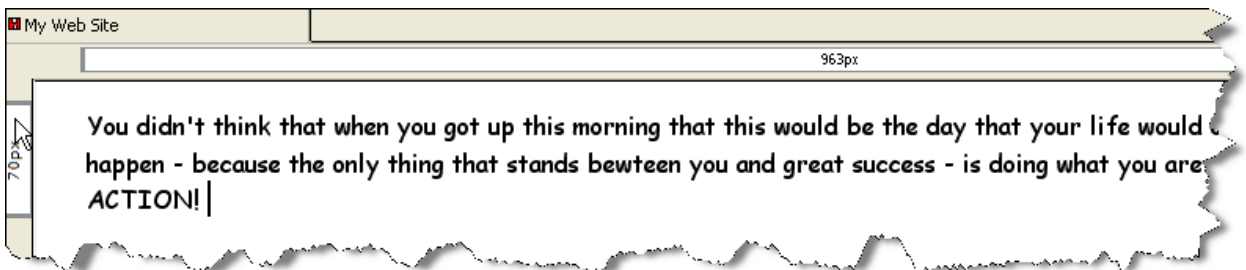 My Web Site
963px
70px
You didn't think that when you got up this morning that this would be the day that your life would
happen - because the only thing that stands bewteen you and great success - is doing what you are
ACTION!